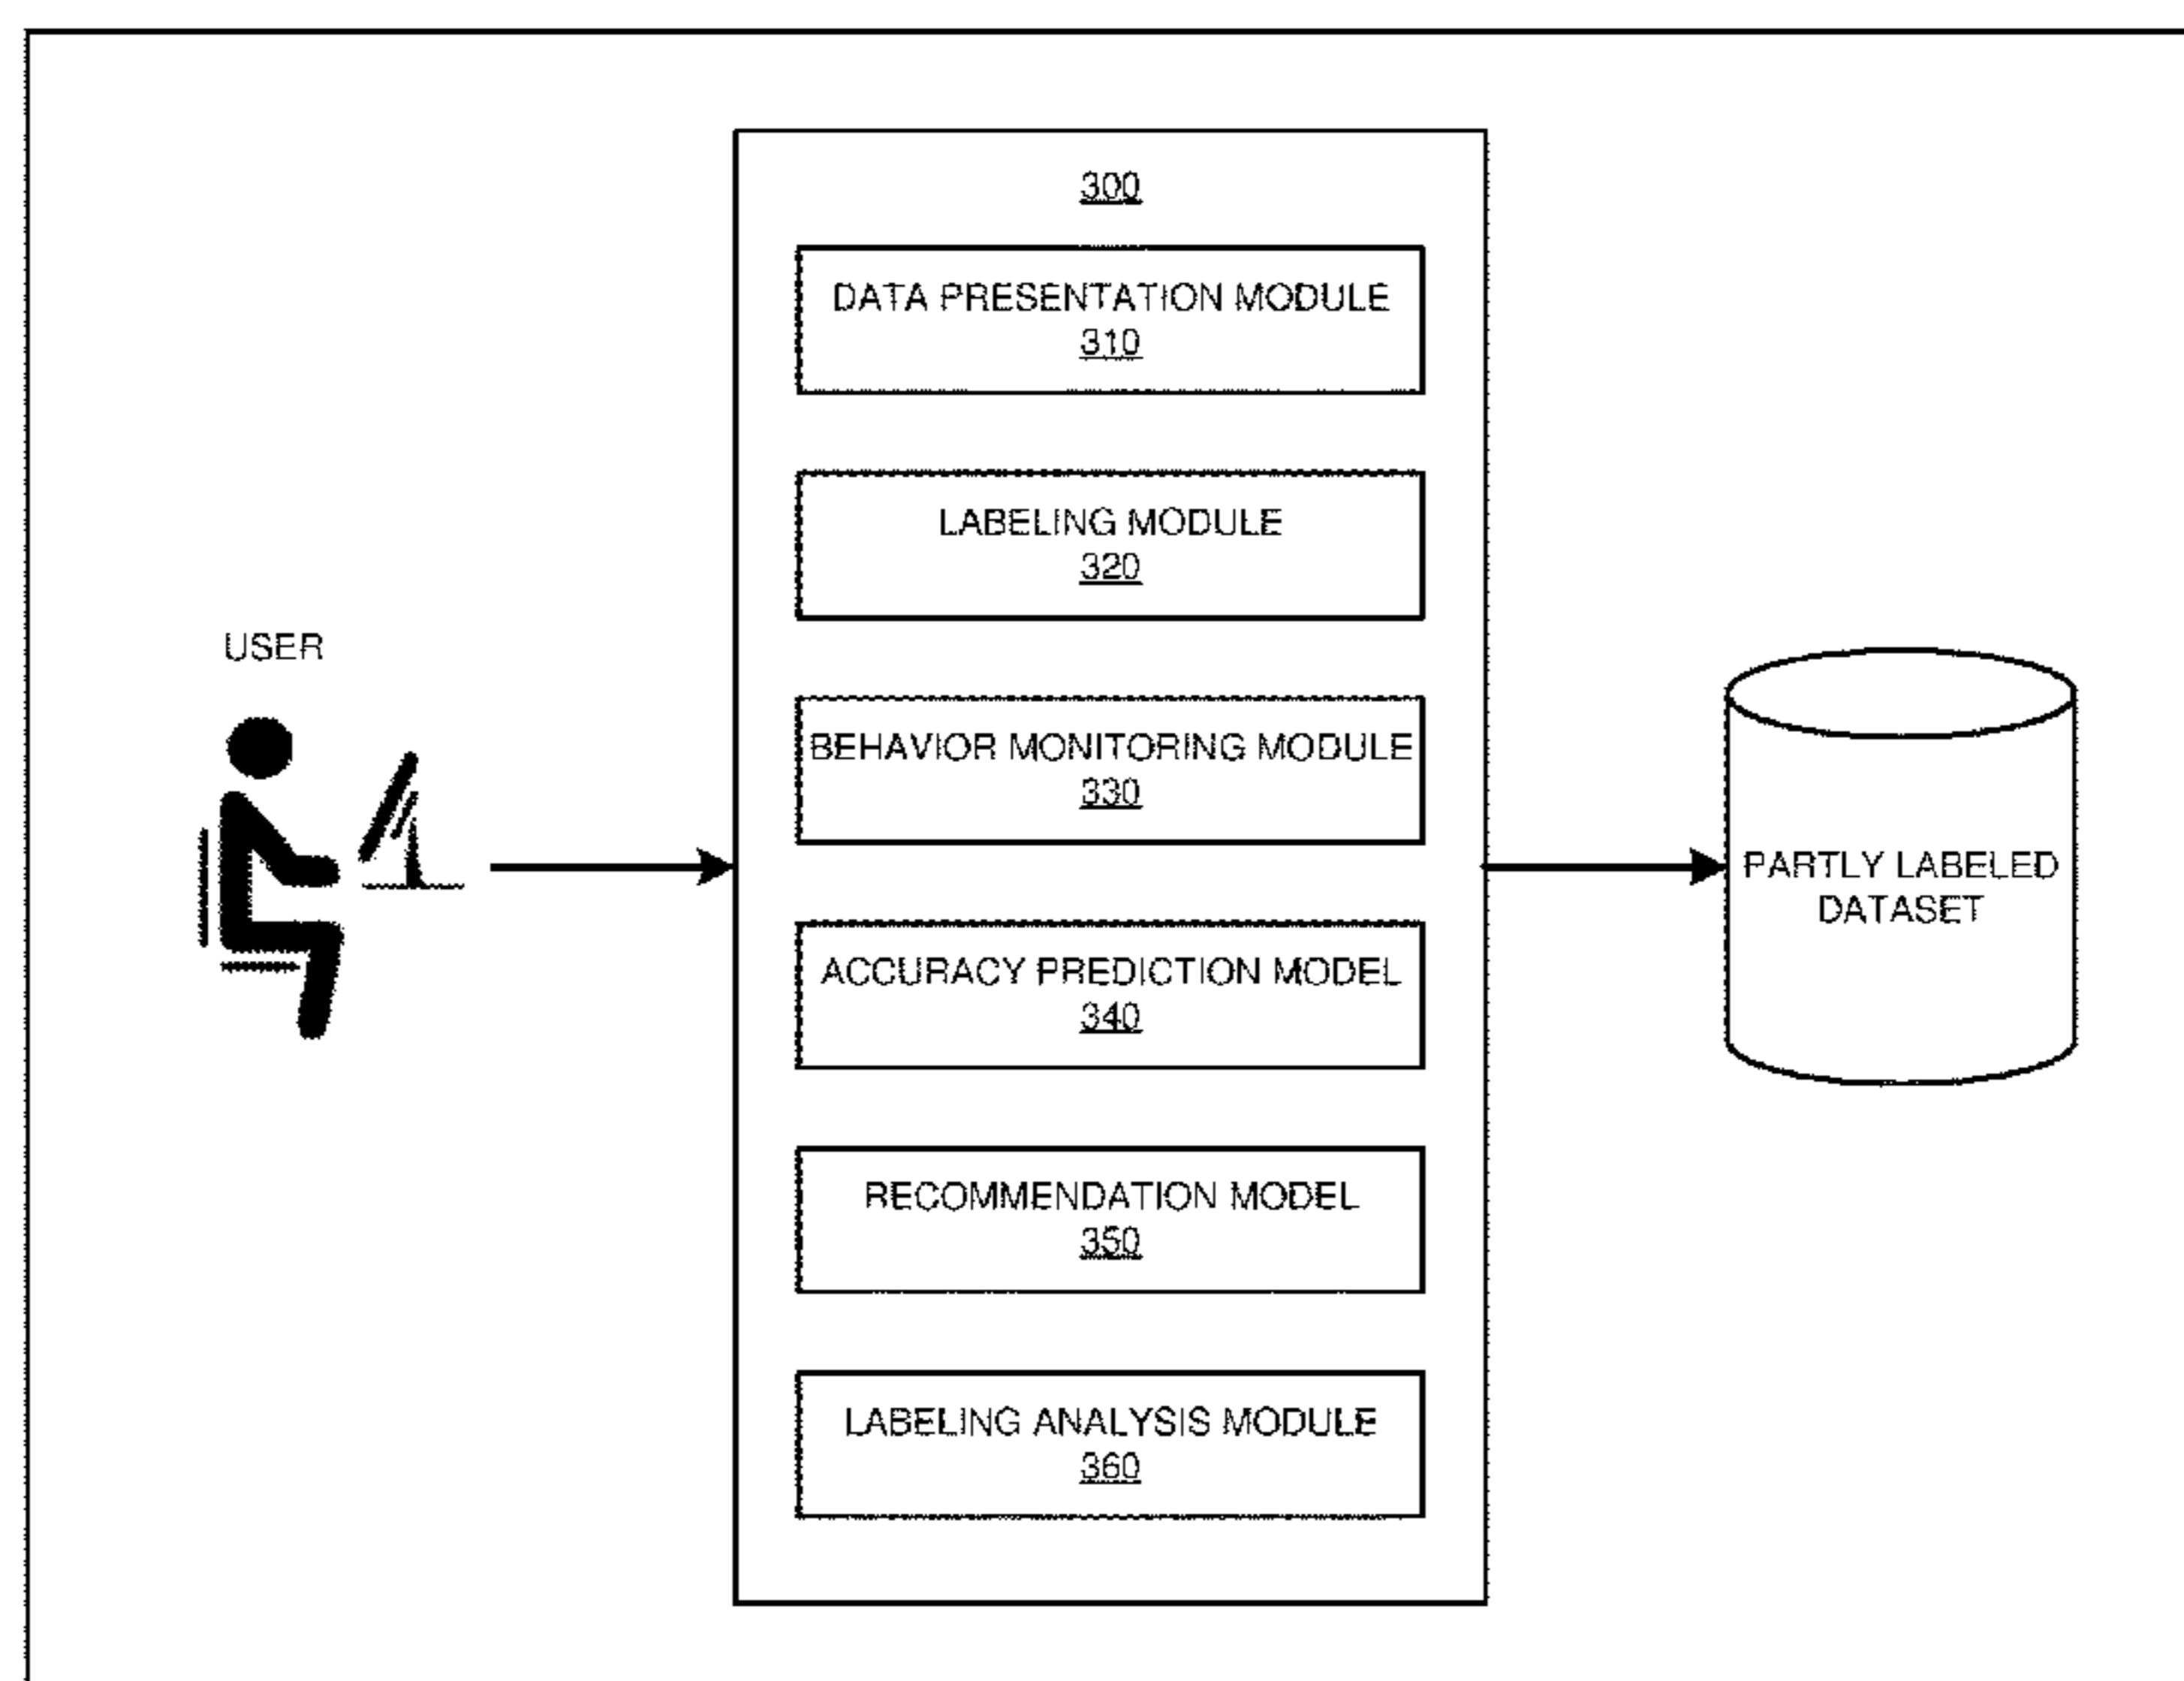 300
DATA PRESENTATION MODULE
310
LABELING MODULE
320
USER
BEHAVIOR MONITORING MODULE
330
PARTLY LABELED
DATASET
ACCURACY PREDICTION MODEL
340
RECOMMENDATION MODEL
350
LABELING ANALYSIS MODULE
360